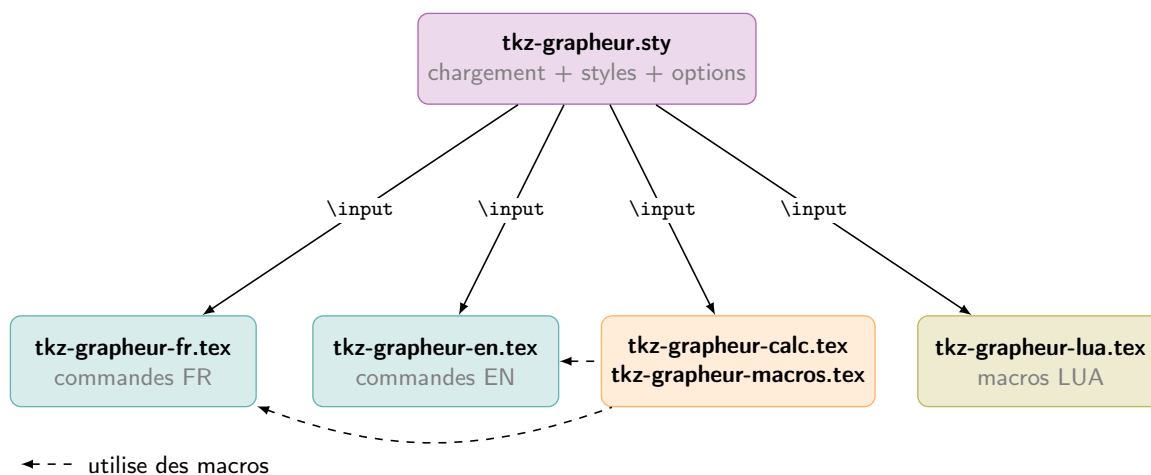 tkz-grapheur.sty
chargement + styles + options
\input \input \input \input
tkz-grapheur-fr.tex
commandes FR
tkz-grapheur-en.tex
commandes EN
tkz-grapheur-calc.tex
tkz-grapheur-macros.tex
tkz-grapheur-lua.tex
macros LUA
utilise des macros